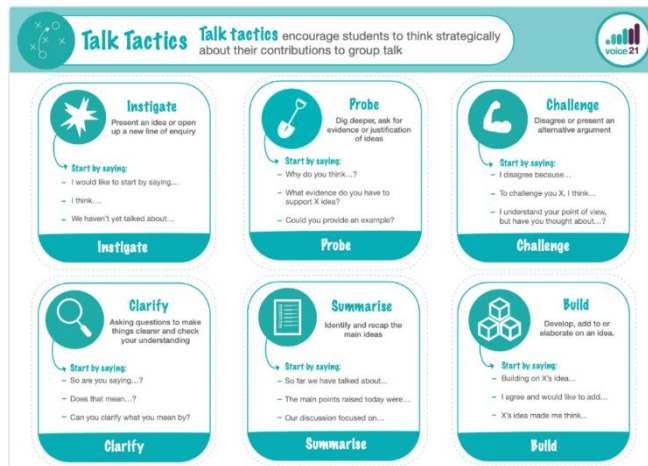 Talk Tactics
Talk tactics encourage students to think strategically
about their contributions to group talk
voice21
Instigate
Present an idea or open
up a new line of enquiry
Start by saying:
– I would like to start by saying...
– I think....
– We haven't yet talked about...
Instigate
Probe
Dig deeper, ask for
evidence or justification
of ideas
Start by saying:
– Why do you think...?
– What evidence do you have to
support X idea?
– Could you provide an example?
Probe
Challenge
Disagree or present an
alternative argument
Start by saying:
– I disagree because...
– To challenge you X, I think...
– I understand your point of view,
but have you thought about...?
Challenge
Clarify
Asking questions to make
things clearer and check
your understanding
Start by saying:
– So are you saying...?
– Does that mean...?
– Can you clarify what you mean by?
Clarify
Summarise
Identify and recap the
main ideas
Start by saying:
– So far we have talked about...
– The main points raised today were...
– Our discussion focused on...
Summarise
Build
Develop, add to or
elaborate on an idea.
Start by saying:
– Building on X's idea...
– I agree and would like to add...
– X's idea made me think...
Build